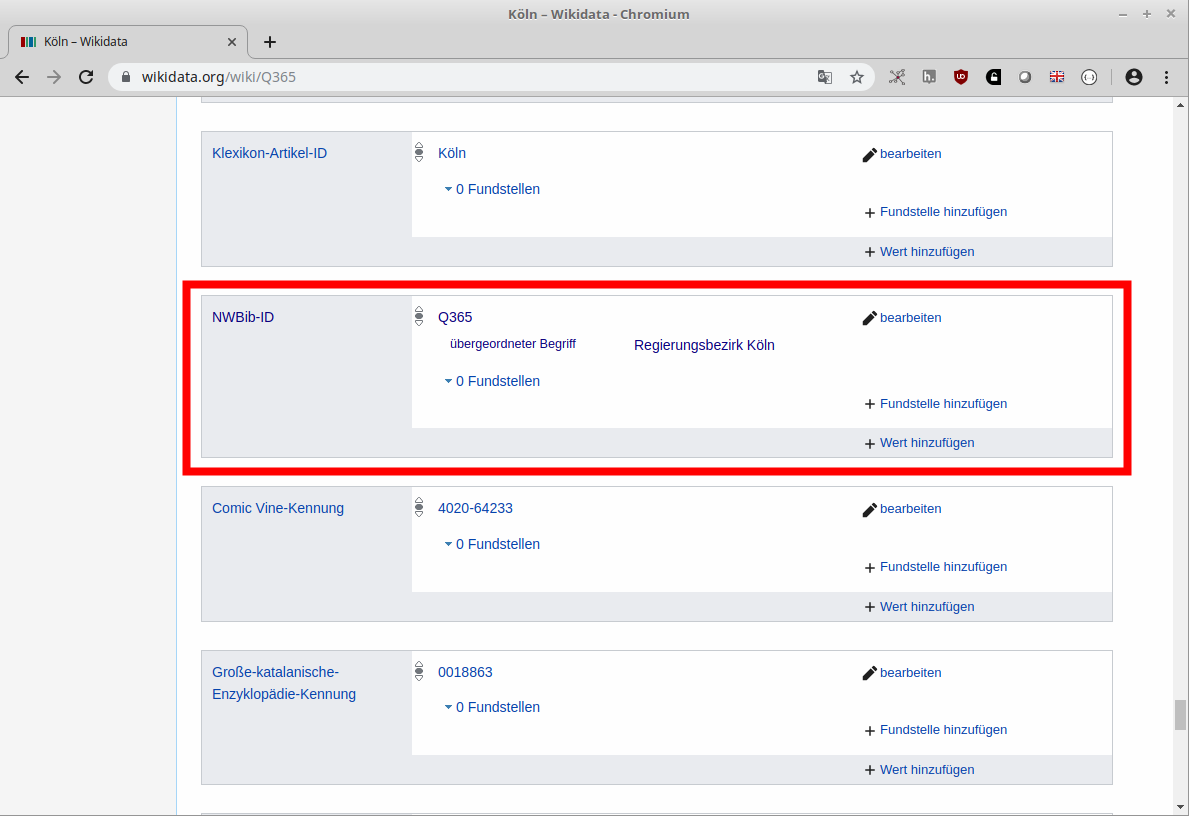 Köln – Wikidata - Chromium
Köln – Wikidata
wikidata.org/wiki/Q365
Klexikon-Artikel-ID
Köln
bearbeiten
0 Fundstellen
Fundstelle hinzufügen
Wert hinzufügen
NWBib-ID
Q365
bearbeiten
übergeordneter Begriff
Regierungsbezirk Köln
0 Fundstellen
Fundstelle hinzufügen
Wert hinzufügen
Comic Vine-Kennung
4020-64233
bearbeiten
0 Fundstellen
Fundstelle hinzufügen
Wert hinzufügen
Große-katalanische-
Enzyklopädie-Kennung
0018863
bearbeiten
0 Fundstellen
Fundstelle hinzufügen
Wert hinzufügen